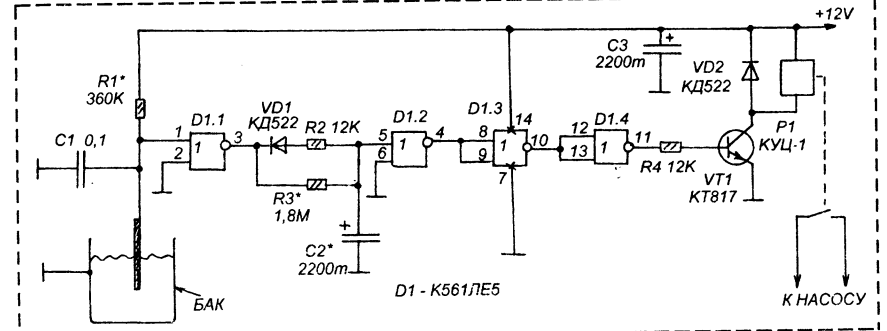 +12V
R1*
360K
C1 0,1
1
2
D1.1
1
3
VD1
КД522
R2 12K
R3*
1,8M
+
C2*
2200m
5
6
D1.2
1
4
D1.3
8
9
1
14
7
10
D1.4
12
13
1
11
R4 12K
C3
2200m
+
VD2
КД522
P1
КУЦ-1
VT1
КТ817
БАК
D1 - К561ЛЕ5
К НАСОСУ